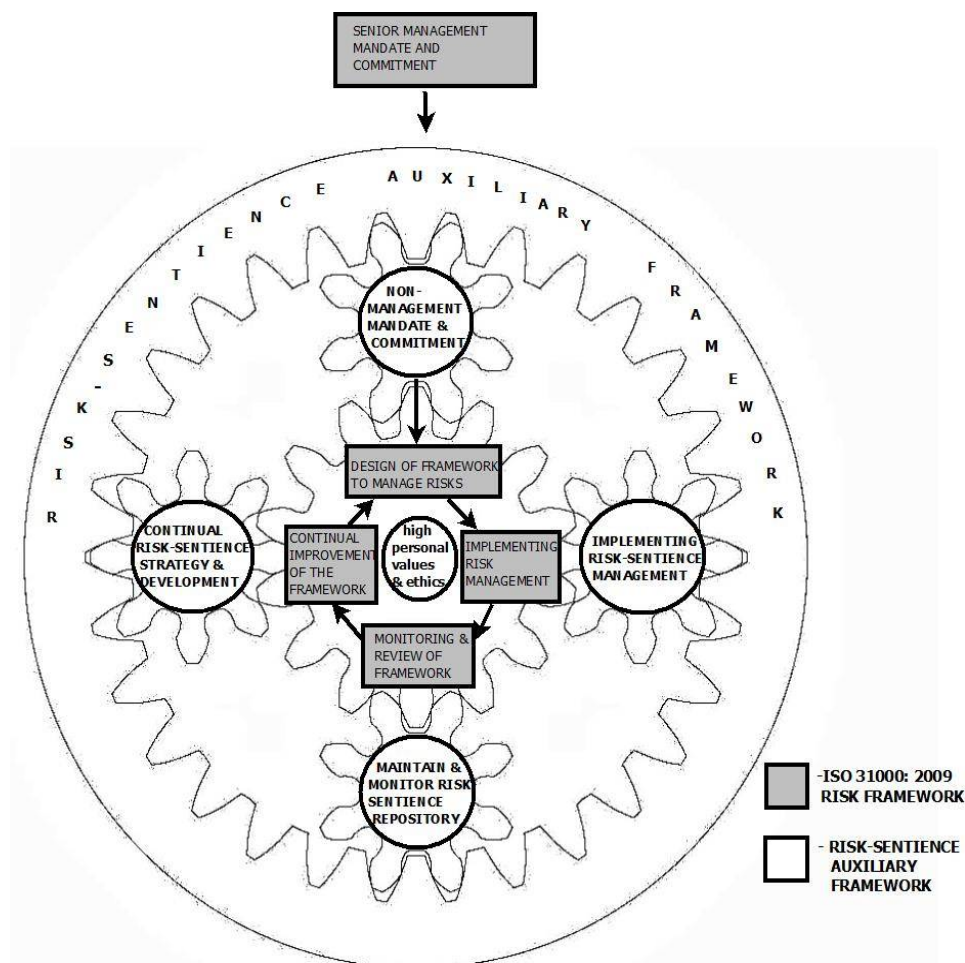 SENIOR MANAGEMENT
MANDATE AND
COMMITMENT
RISK-SENTIENCE AUXILIARY FRAMEWORK
NON-
MANAGEMENT
MANDATE &
COMMITMENT
DESIGN OF FRAMEWORK
TO MANAGE RISKS
CONTINUAL
RISK-SENTIENCE
STRATEGY &
DEVELOPMENT
CONTINUAL
IMPROVEMENT
OF THE
FRAMEWORK
high
personal
values
& ethics
IMPLEMENTING
RISK
MANAGEMENT
IMPLEMENTING
RISK-SENTIENCE
MANAGEMENT
MONITORING &
REVIEW OF
FRAMEWORK
MAINTAIN &
MONITOR RISK
SENTIENCE
REPOSITORY
-ISO 31000: 2009
RISK FRAMEWORK
- RISK-SENTIENCE
AUXILIARY
FRAMEWORK